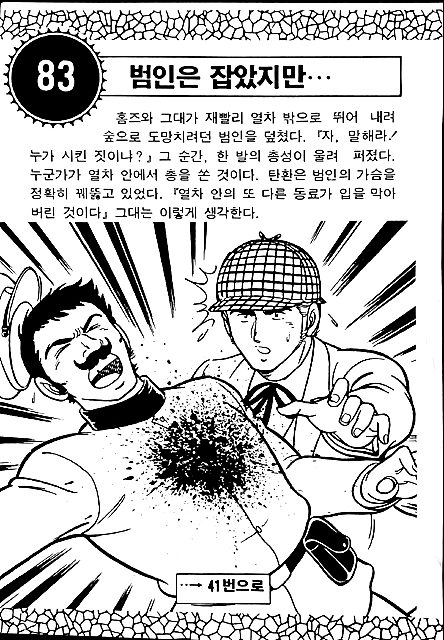 83
범인은 잡았지만…
홈즈와 그대가 재빨리 열차 밖으로 뛰어 내려
숲으로 도망치려던 범인을 덮쳤다. 『자, 말해라!
누가 시킨 짓이냐?』 그 순간, 한 발의 총성이 울려 퍼졌다.
누군가가 열차 안에서 총을 쏜 것이다. 탄환은 범인의 가슴을
정확히 꿰뚫고 있었다. 『열차 안의 또 다른 동료가 입을 막아
버린 것이다』 그대는 이렇게 생각한다.
…→ 41번으로